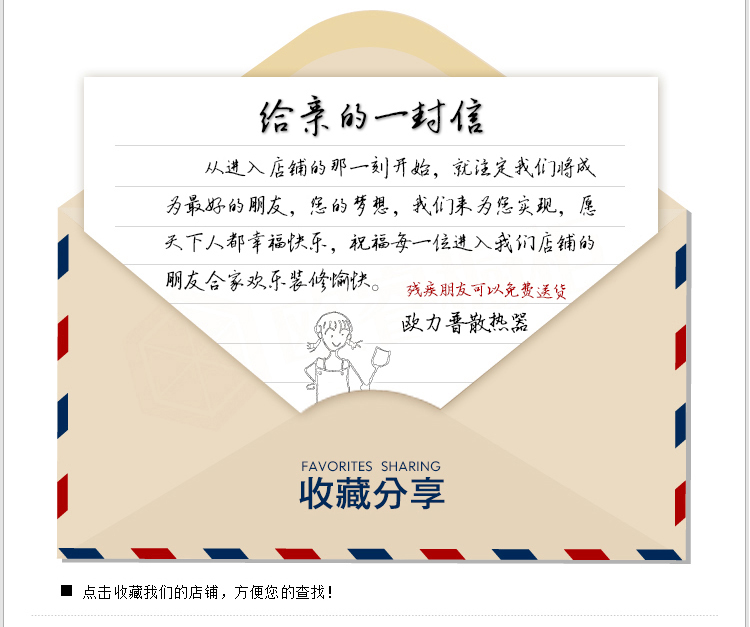 给亲的一封信
从进入店铺的那一刻开始，就注定我们将成
为最好的朋友，您的梦想，我们来为您实现，愿
天下人都幸福快乐，祝福每一位进入我们店铺的
朋友合家欢乐装修愉快。
残疾朋友可以免费送货
欧力普散热器
FAVORITES SHARING
收藏分享
■ 点击收藏我们的店铺，方便您的查找！